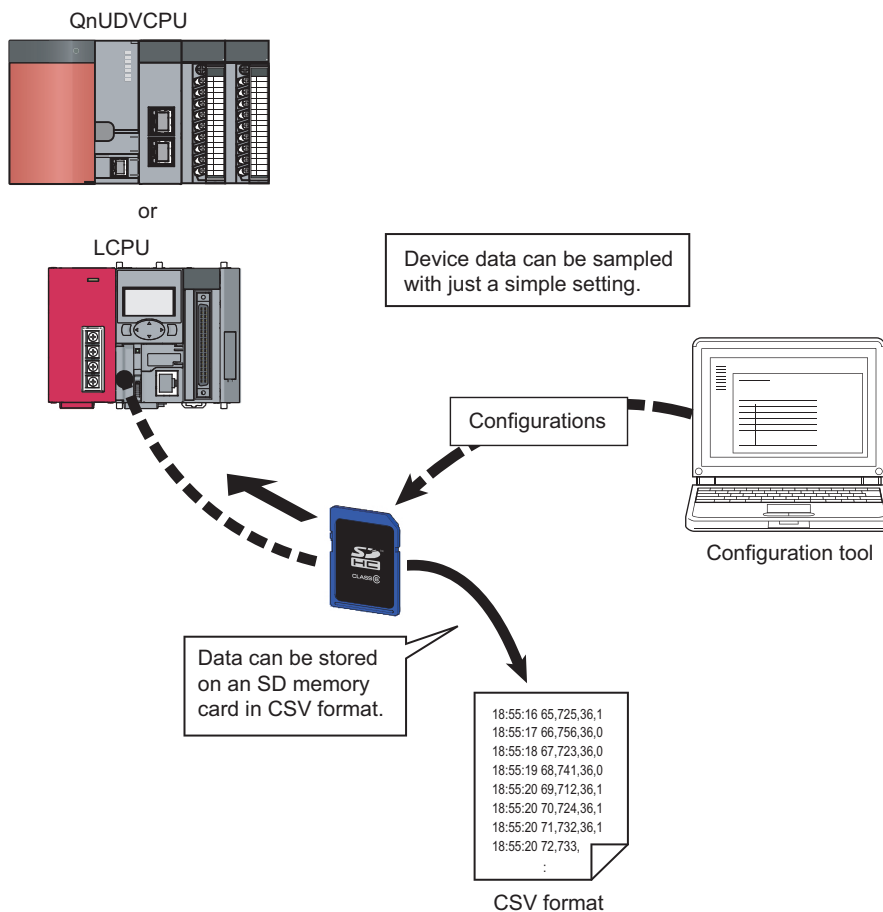 QnUDVCPU
or
LCPU
Device data can be sampled
with just a simple setting.
Configurations
Configuration tool
SD
HC
CLASS⑥
Data can be stored
on an SD memory
card in CSV format.
18:55:16 65,725,36,1
18:55:17 66,756,36,0
18:55:18 67,723,36,0
18:55:19 68,741,36,0
18:55:20 69,712,36,1
18:55:20 70,724,36,1
18:55:20 71,732,36,1
18:55:20 72,733,
:
CSV format